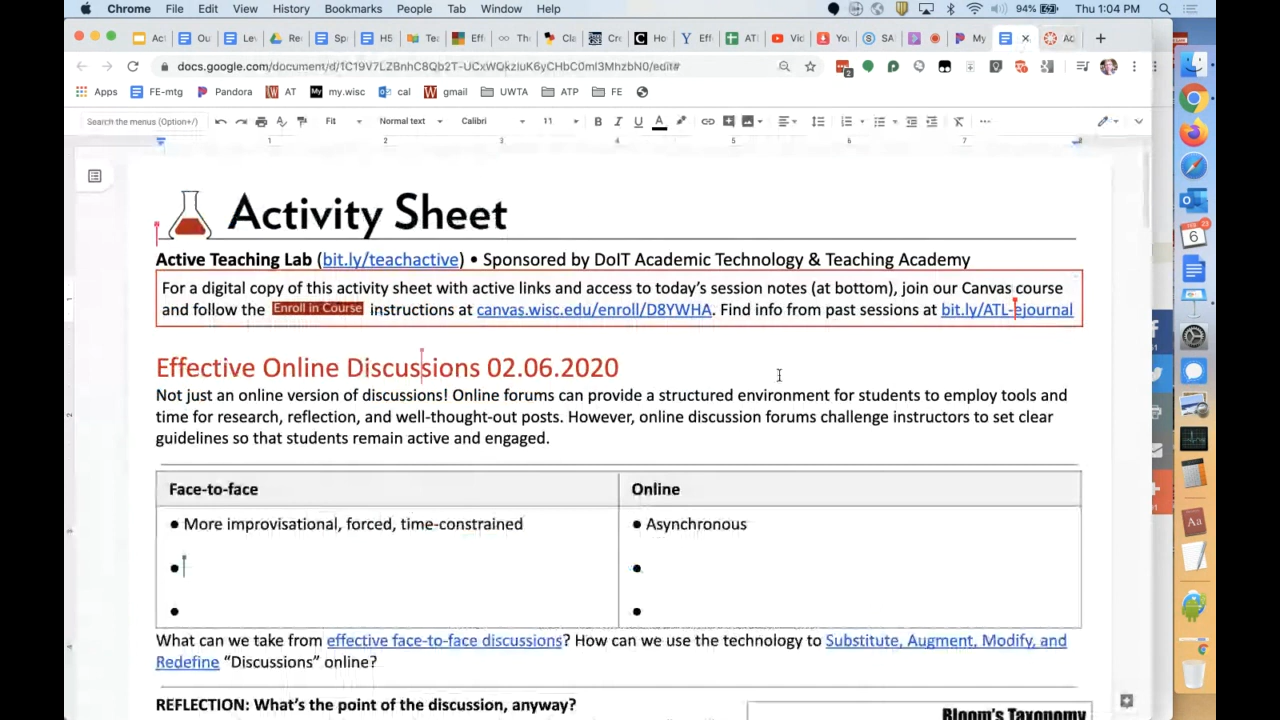 Chrome File Edit View History Bookmarks People Tab Window Help 94% Thu 1:04 PM
docs.google.com/document/d/
Apps FE-mtg Pandora AT my.wisc cal gmail UWTA ATP FE
Search the menus (Option+/) Fit Normal text Calibri 11 B I U A
1 2 3 4 5 6 7
Activity Sheet
Active Teaching Lab (bit.ly/teachactive) • Sponsored by DoIT Academic Technology & Teaching Academy
For a digital copy of this activity sheet with active links and access to today's session notes (at bottom), join our Canvas course
and follow the Enroll in Course instructions at canvas.wisc.edu/enroll/D8YWHA. Find info from past sessions at bit.ly/ATL-ejournal
Effective Online Discussions 02.06.2020
Not just an online version of discussions! Online forums can provide a structured environment for students to employ tools and
time for research, reflection, and well-thought-out posts. However, online discussion forums challenge instructors to set clear
guidelines so that students remain active and engaged.
Face-to-face Online
● More improvisational, forced, time-constrained ● Asynchronous
What can we take from effective face-to-face discussions? How can we use the technology to Substitute, Augment, Modify, and
Redefine "Discussions" online?
REFLECTION: What's the point of the discussion, anyway?
Bloom's Taxonomy